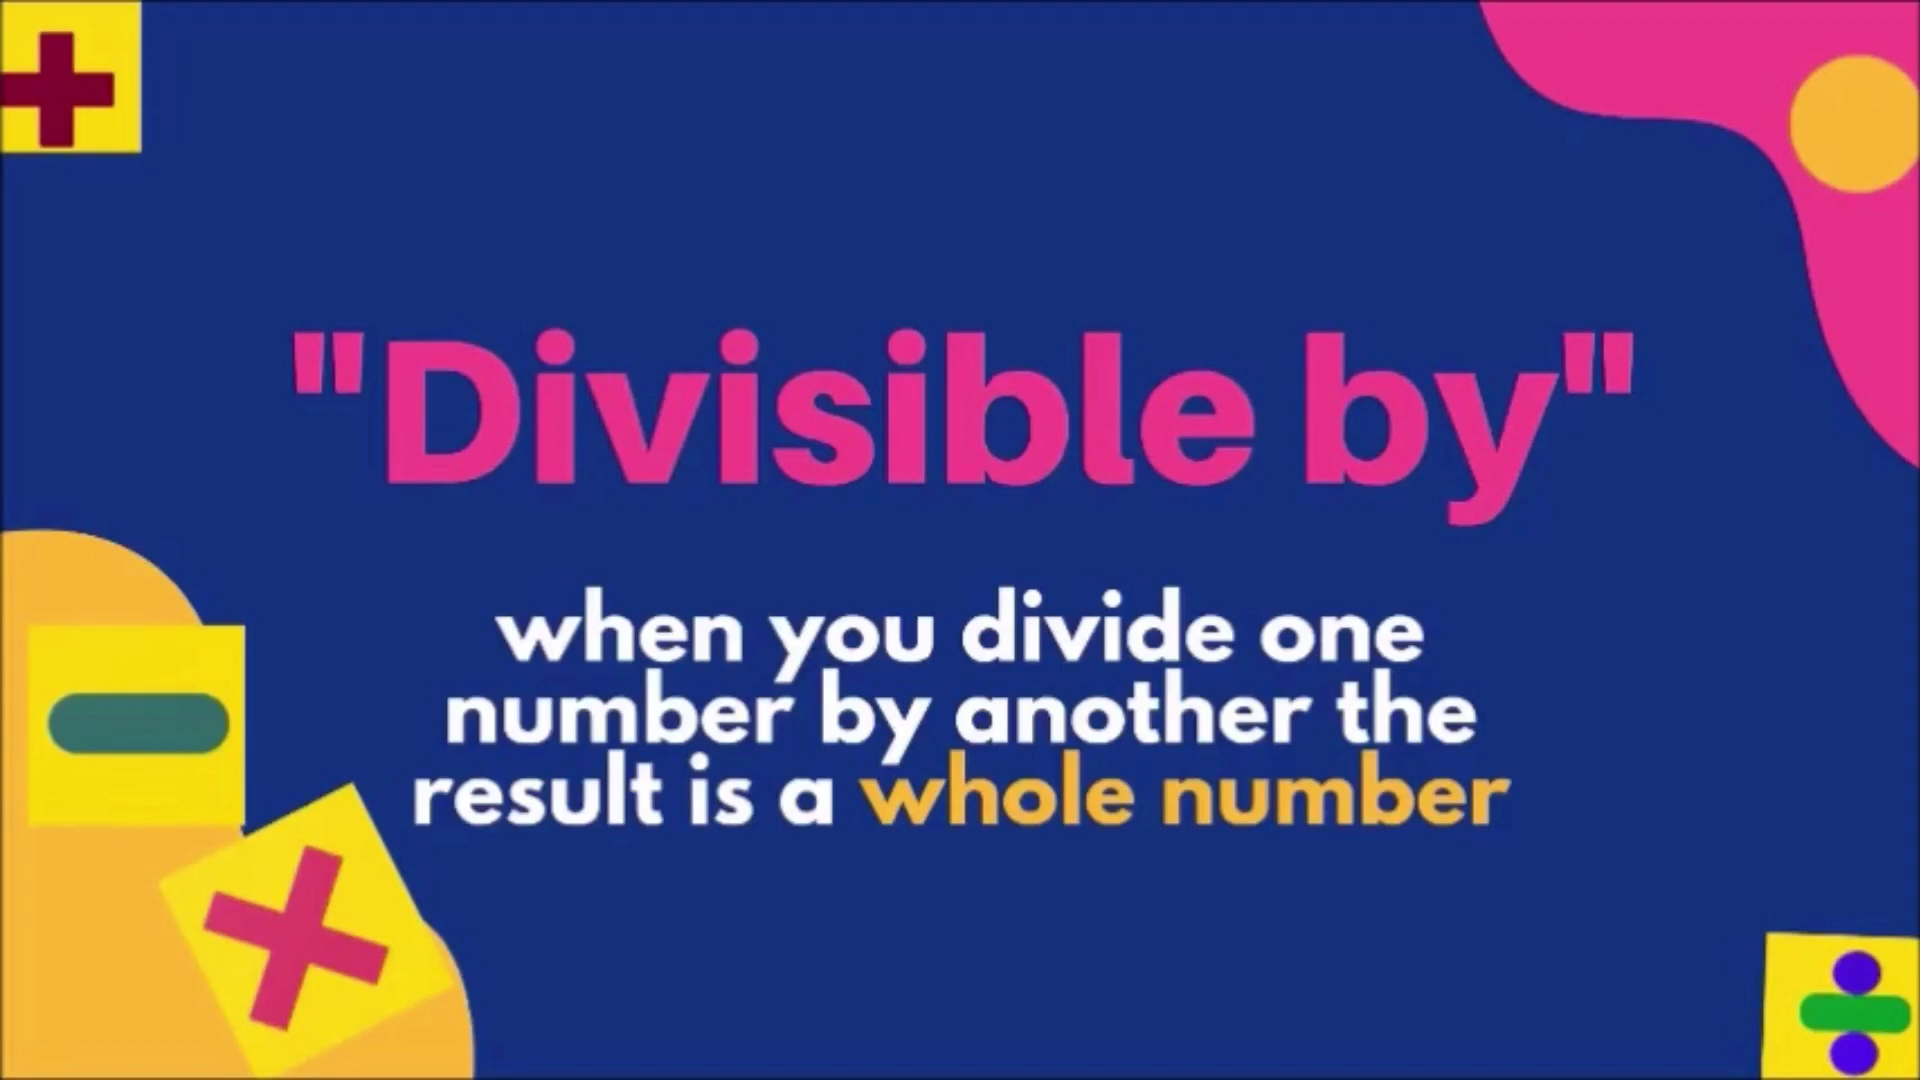 "Divisible by"
when you divide one
number by another the
result is a whole number